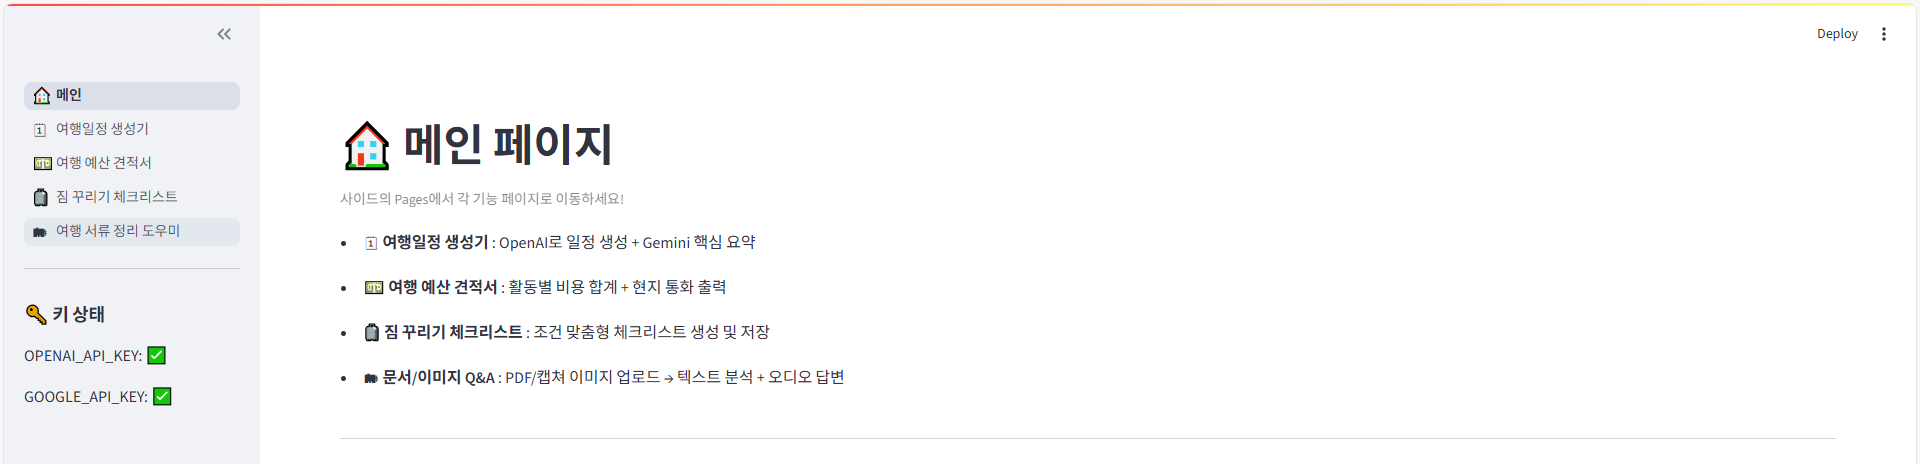 Deploy
메인
여행일정 생성기
여행 예산 견적서
짐 꾸리기 체크리스트
여행 서류 정리 도우미
키 상태
OPENAI_API_KEY: ✅
GOOGLE_API_KEY: ✅
메인 페이지
사이드의 Pages에서 각 기능 페이지로 이동하세요!
• 여행일정 생성기 : OpenAI로 일정 생성 + Gemini 핵심 요약
• 여행 예산 견적서 : 활동별 비용 합계 + 현지 통화 출력
• 짐 꾸리기 체크리스트 : 조건 맞춤형 체크리스트 생성 및 저장
• 문서/이미지 Q&A : PDF/캡쳐 이미지 업로드 → 텍스트 분석 + 오디오 답변